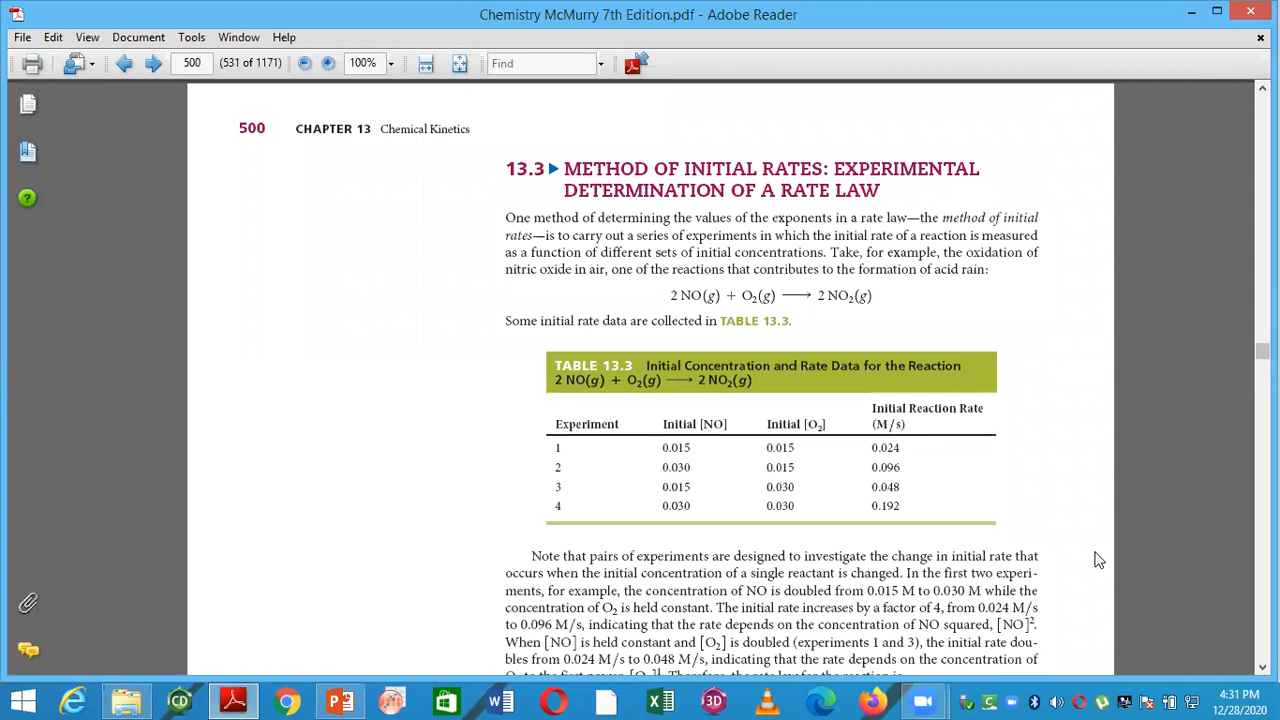 Chemistry McMurry 7th Edition.pdf - Adobe Reader
File Edit View Document Tools Window Help
500 (531 of 1171) 100% Find
500 CHAPTER 13 Chemical Kinetics
13.3 ▶ METHOD OF INITIAL RATES: EXPERIMENTAL
DETERMINATION OF A RATE LAW
One method of determining the values of the exponents in a rate law—the method of initial
rates—is to carry out a series of experiments in which the initial rate of a reaction is measured
as a function of different sets of initial concentrations. Take, for example, the oxidation of
nitric oxide in air, one of the reactions that contributes to the formation of acid rain:
2 NO(g) + O₂(g) ⟶ 2 NO₂(g)
Some initial rate data are collected in TABLE 13.3.
TABLE 13.3 Initial Concentration and Rate Data for the Reaction
2 NO(g) + O₂(g) ⟶ 2 NO₂(g)
Initial Reaction Rate
Experiment Initial [NO] Initial [O₂] (M/s)
1 0.015 0.015 0.024
2 0.030 0.015 0.096
3 0.015 0.030 0.048
4 0.030 0.030 0.192
Note that pairs of experiments are designed to investigate the change in initial rate that
occurs when the initial concentration of a single reactant is changed. In the first two experi-
ments, for example, the concentration of NO is doubled from 0.015 M to 0.030 M while the
concentration of O₂ is held constant. The initial rate increases by a factor of 4, from 0.024 M/s
to 0.096 M/s, indicating that the rate depends on the concentration of NO squared, [NO]².
When [NO] is held constant and [O₂] is doubled (experiments 1 and 3), the initial rate dou-
bles from 0.024 M/s to 0.048 M/s, indicating that the rate depends on the concentration of
4:31 PM
12/28/2020